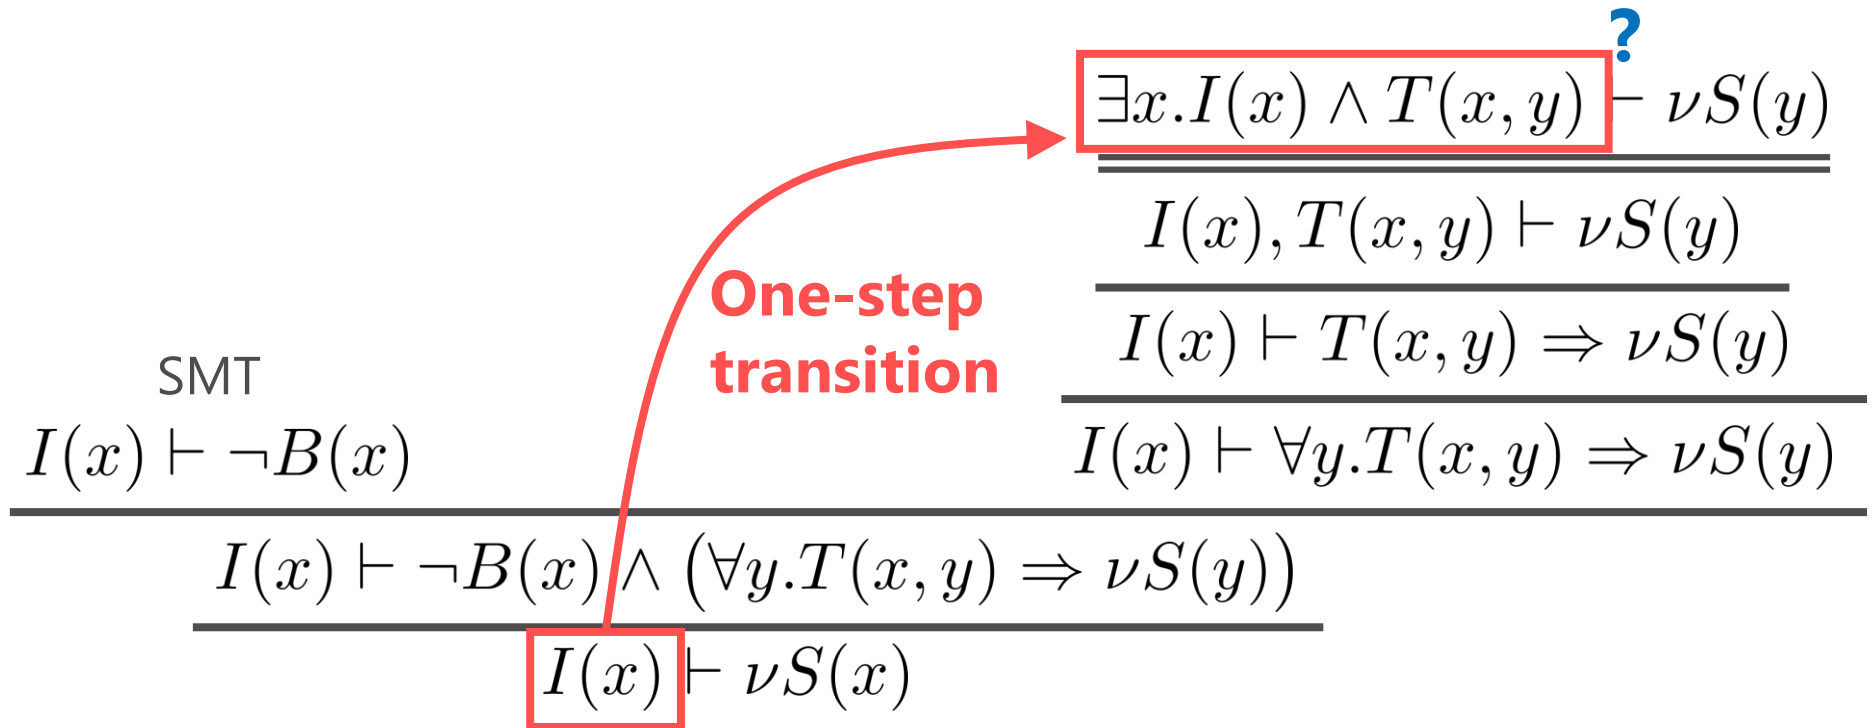 ?
∃x.I(x) ∧ T(x, y) ⊢ νS(y)
I(x), T(x, y) ⊢ νS(y)
One-step
transition
I(x) ⊢ T(x, y) ⇒ νS(y)
SMT
I(x) ⊢ ¬B(x)
I(x) ⊢ ∀y.T(x, y) ⇒ νS(y)
I(x) ⊢ ¬B(x) ∧ (∀y.T(x, y) ⇒ νS(y))
I(x) ⊢ νS(x)